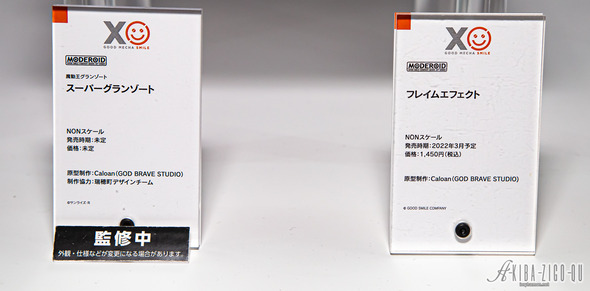 XO
GOOD MECHA SMILE
MODEROID
魔動王グランゾート
スーパーグランゾート
NONスケール
発売時期:未定
価格:未定
原型制作:Caloan(GOD BRAVE STUDIO)
制作協力:瑞穂町デザインチーム
©サンライズ・R
監修中
外観・仕様などが変更になる場合があります。
XO
GOOD MECHA SMILE
MODEROID
フレイムエフェクト
NONスケール
発売時期:2022年3月予定
価格:1,450円(税込)
原型制作:Caloan(GOD BRAVE STUDIO)
© GOOD SMILE COMPANY
AKIBA-ZIGO-OU